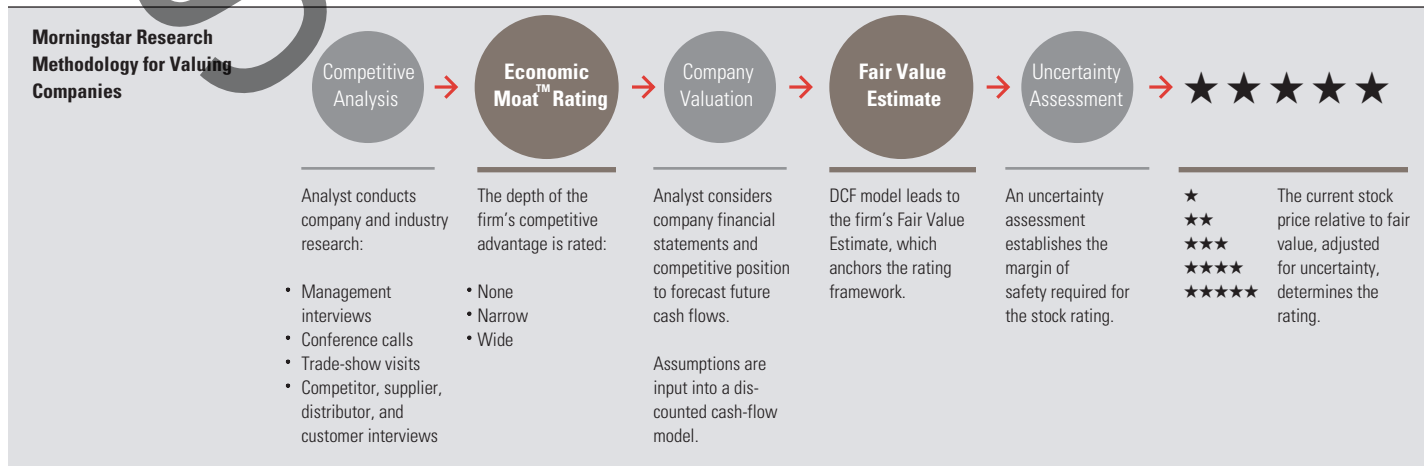 Morningstar Research
Methodology for Valuing
Companies
Competitive
Analysis
Economic
Moat™ Rating
Company
Valuation
Fair Value
Estimate
Uncertainty
Assessment
★ ★ ★ ★ ★
Analyst conducts
company and industry
research:
• Management
interviews
• Conference calls
• Trade-show visits
• Competitor, supplier,
distributor, and
customer interviews
The depth of the
firm’s competitive
advantage is rated:
• None
• Narrow
• Wide
Analyst considers
company financial
statements and
competitive position
to forecast future
cash flows.
Assumptions are
input into a dis-
counted cash-flow
model.
DCF model leads to
the firm’s Fair Value
Estimate, which
anchors the rating
framework.
An uncertainty
assessment
establishes the
margin of
safety required for
the stock rating.
★
★★
★★★
★★★★
★★★★★
The current stock
price relative to fair
value, adjusted
for uncertainty,
determines the
rating.